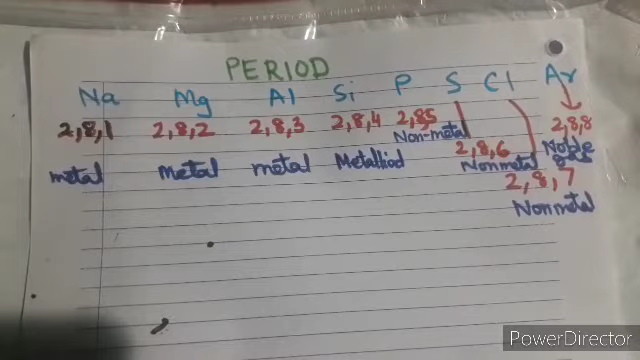 PERIOD
Na Mg Al Si P S Cl Ar
2,8,1 2,8,2 2,8,3 2,8,4 2,8,5 2,8,8
Non-metal Noble gas
2,8,6
metal metal metal Metalliod Nonmetal
2,8,7
Nonmetal
PowerDirector